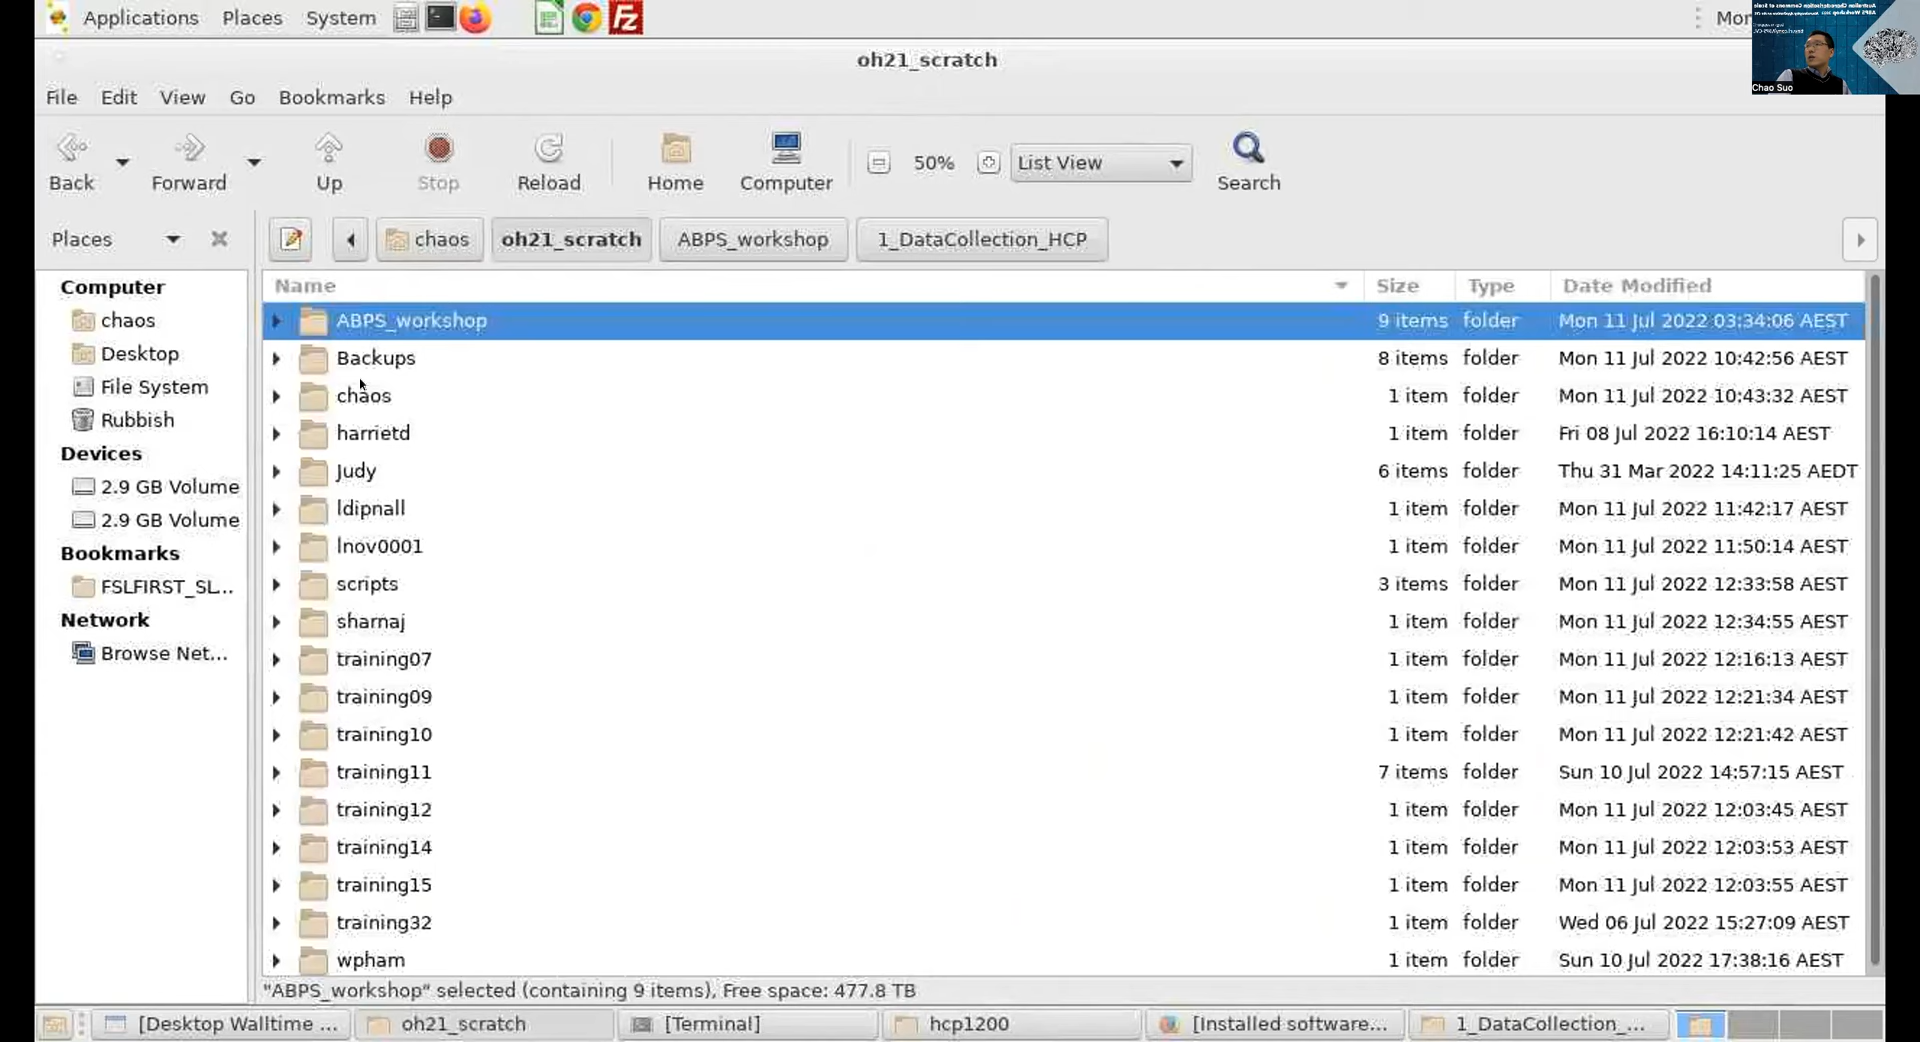 Applications Places System Mon
oh21_scratch
File Edit View Go Bookmarks Help
Back Forward Up Stop Reload Home Computer 50% List View Search
Chao Suo
Places chaos oh21_scratch ABPS_workshop 1_DataCollection_HCP
Computer
chaos
Desktop
File System
Rubbish
Devices
2.9 GB Volume
2.9 GB Volume
Bookmarks
FSLFIRST_SL...
Network
Browse Net...
Name Size Type Date Modified
ABPS_workshop 9 items folder Mon 11 Jul 2022 03:34:06 AEST
Backups 8 items folder Mon 11 Jul 2022 10:42:56 AEST
chaos 1 item folder Mon 11 Jul 2022 10:43:32 AEST
harrietd 1 item folder Fri 08 Jul 2022 16:10:14 AEST
Judy 6 items folder Thu 31 Mar 2022 14:11:25 AEDT
ldipnall 1 item folder Mon 11 Jul 2022 11:42:17 AEST
lnov0001 1 item folder Mon 11 Jul 2022 11:50:14 AEST
scripts 3 items folder Mon 11 Jul 2022 12:33:58 AEST
sharnaj 1 item folder Mon 11 Jul 2022 12:34:55 AEST
training07 1 item folder Mon 11 Jul 2022 12:16:13 AEST
training09 1 item folder Mon 11 Jul 2022 12:21:34 AEST
training10 1 item folder Mon 11 Jul 2022 12:21:42 AEST
training11 7 items folder Sun 10 Jul 2022 14:57:15 AEST
training12 1 item folder Mon 11 Jul 2022 12:03:45 AEST
training14 1 item folder Mon 11 Jul 2022 12:03:53 AEST
training15 1 item folder Mon 11 Jul 2022 12:03:55 AEST
training32 1 item folder Wed 06 Jul 2022 15:27:09 AEST
wpham 1 item folder Sun 10 Jul 2022 17:38:16 AEST
"ABPS_workshop" selected (containing 9 items), Free space: 477.8 TB
[Desktop Walltime ... oh21_scratch [Terminal] hcp1200 [Installed software... 1_DataCollection_...